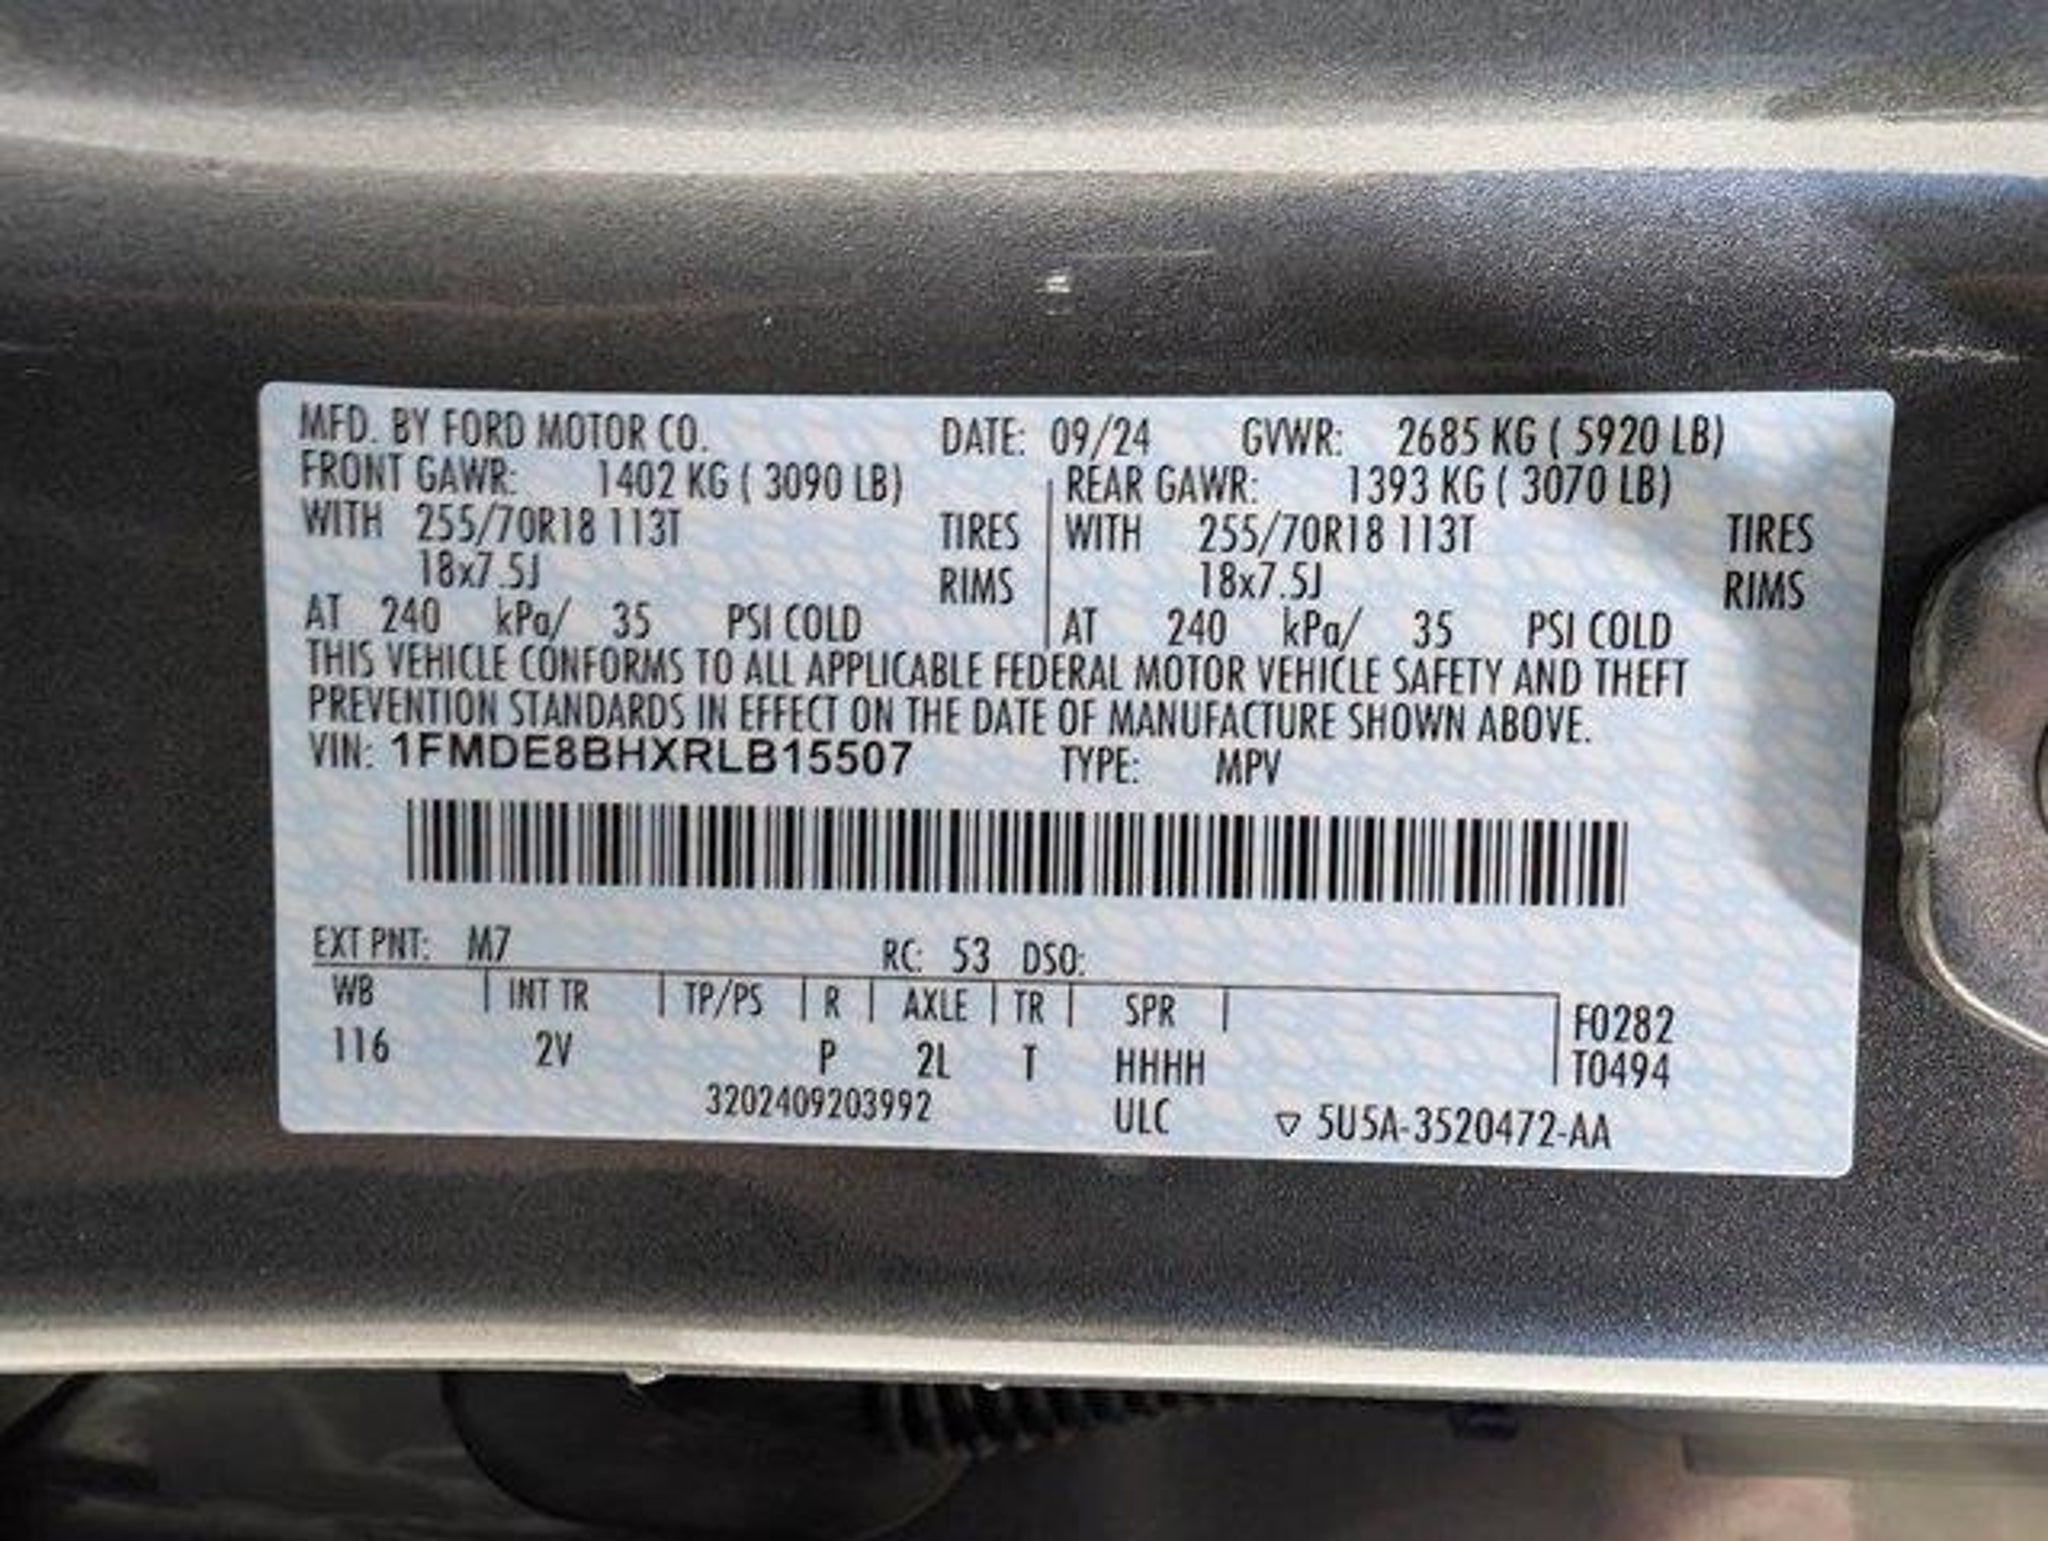 MFD. BY FORD MOTOR CO. DATE: 09/24 GVWR: 2685 KG ( 5920 LB)
FRONT GAWR: 1402 KG ( 3090 LB) REAR GAWR: 1393 KG ( 3070 LB)
WITH 255/70R18 113T TIRES WITH 255/70R18 113T TIRES
18x7.5J RIMS 18x7.5J RIMS
AT 240 kPa/ 35 PSI COLD AT 240 kPa/ 35 PSI COLD
THIS VEHICLE CONFORMS TO ALL APPLICABLE FEDERAL MOTOR VEHICLE SAFETY AND THEFT
PREVENTION STANDARDS IN EFFECT ON THE DATE OF MANUFACTURE SHOWN ABOVE.
VIN: 1FMDE8BHXRLB15507 TYPE: MPV
EXT PNT: M7 RC: 53 DSO:
WB INT TR TP/PS R AXLE TR SPR F0282
116 2V P 2L T HHHH T0494
3202409203992 ULC ▽ 5U5A-3520472-AA